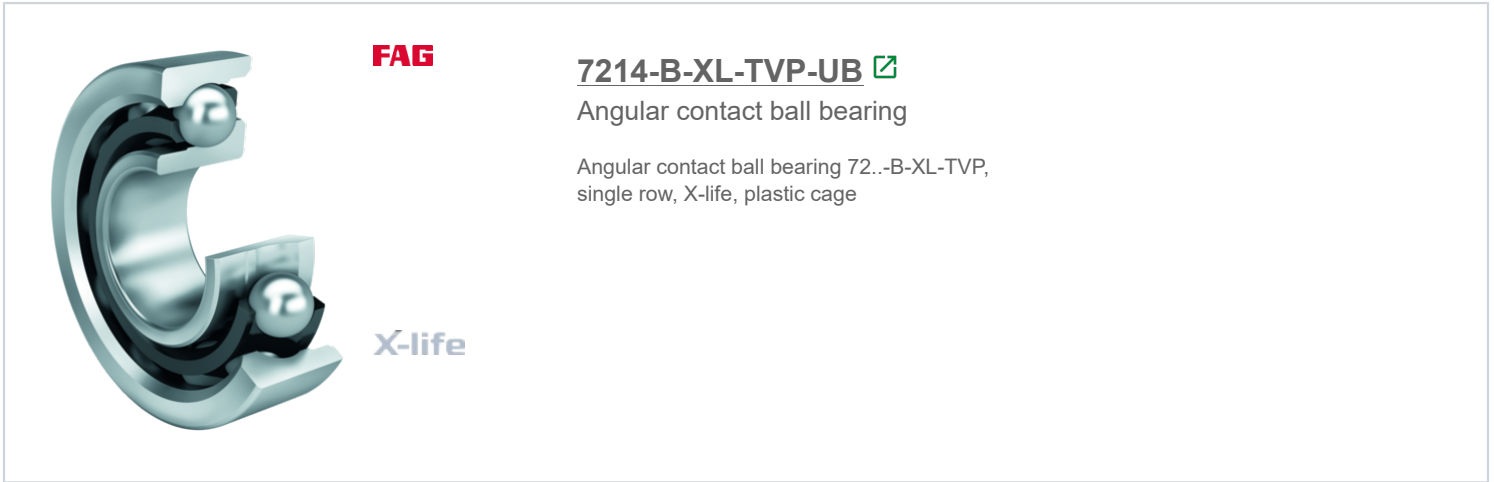 FAG
7214-B-XL-TVP-UB
Angular contact ball bearing
Angular contact ball bearing 72..-B-XL-TVP,
single row, X-life, plastic cage
X-life